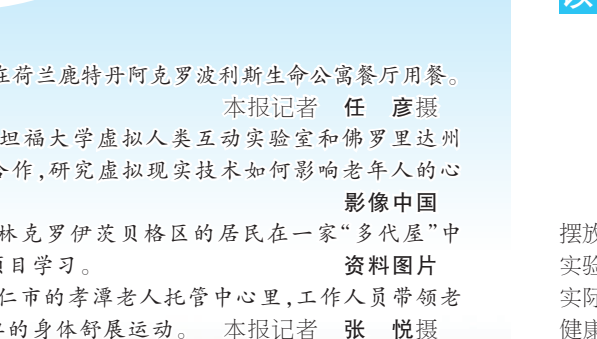 在荷兰鹿特丹阿克罗波利斯生命公寓餐厅用餐。
本报记者 任 彦摄
坦福大学虚拟人类互动实验室和佛罗里达州
合作,研究虚拟现实技术如何影响老年人的心
影像中国
林克罗伊茨贝格区的居民在一家“多代屋”中
项目学习。 资料图片
仁市的孝潭老人托管中心里,工作人员带领老
的身体舒展运动。 本报记者 张 悦摄
摆放
实验
实际
健康